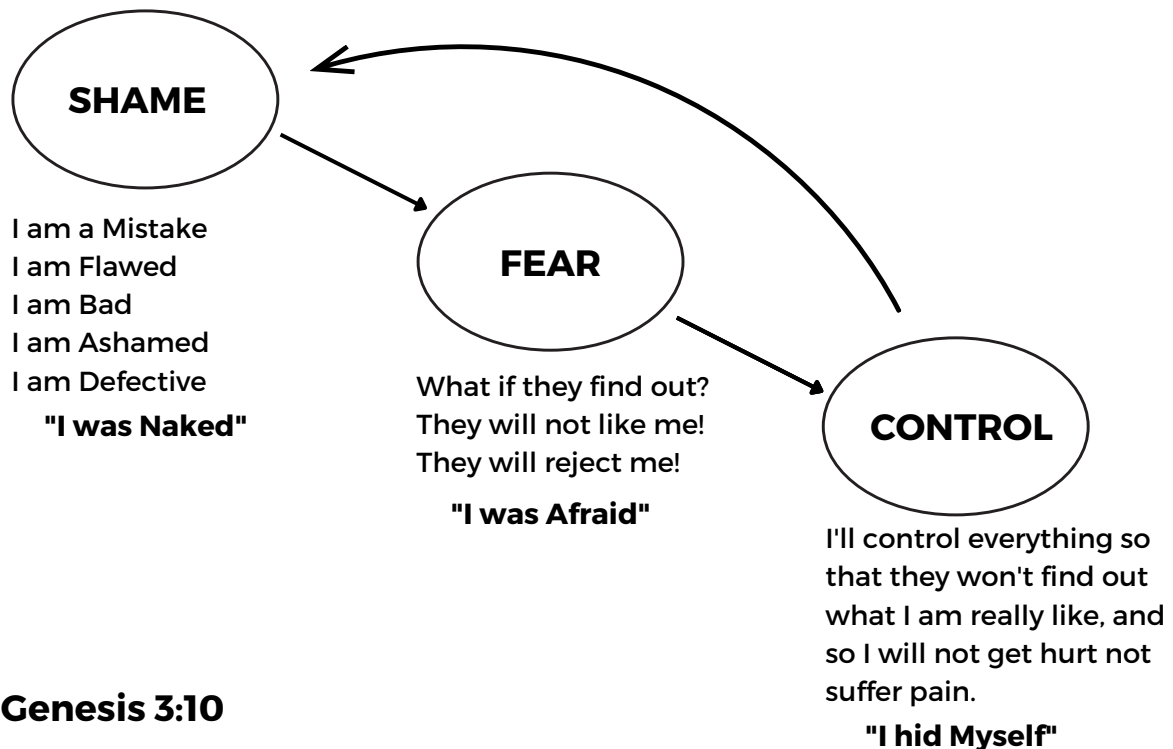 SHAME
I am a Mistake
I am Flawed
I am Bad
I am Ashamed
I am Defective
"I was Naked"
FEAR
What if they find out?
They will not like me!
They will reject me!
"I was Afraid"
CONTROL
I'll control everything so
that they won't find out
what I am really like, and
so I will not get hurt not
suffer pain.
"I hid Myself"
Genesis 3:10